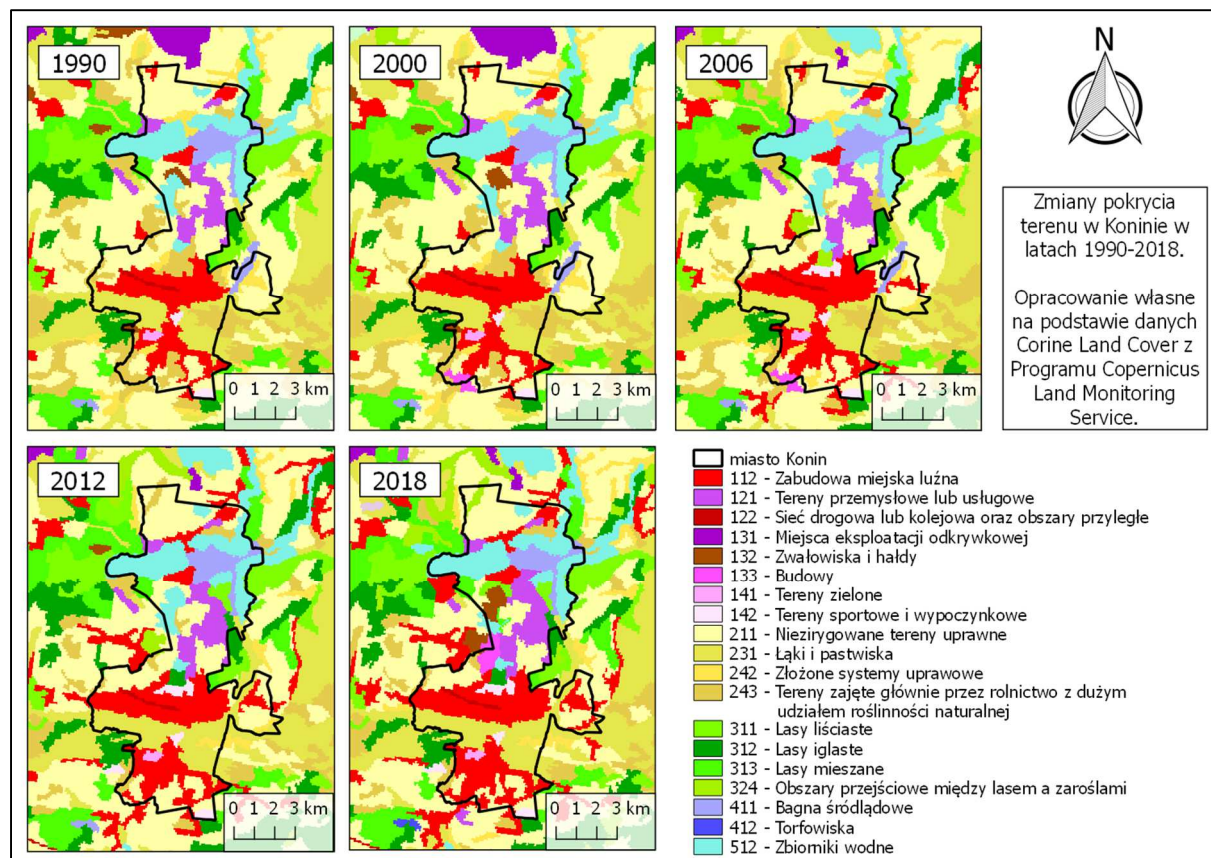 1990
2000
2006
N
0 1 2 3 km
0 1 2 3 km
0 1 2 3 km
Zmiany pokrycia
terenu w Koninie w
latach 1990-2018.
Opracowanie własne
na podstawie danych
Corine Land Cover z
Programu Copernicus
Land Monitoring
Service.
2012
2018
0 1 2 3 km
0 1 2 3 km
miasto Konin
112 - Zabudowa miejska luźna
121 - Tereny przemysłowe lub usługowe
122 - Sieć drogowa lub kolejowa oraz obszary przyległe
131 - Miejsca eksploatacji odkrywkowej
132 - Zwałowiska i hałdy
133 - Budowy
141 - Tereny zielone
142 - Tereny sportowe i wypoczynkowe
211 - Niezirygowane tereny uprawne
231 - Łąki i pastwiska
242 - Złożone systemy uprawowe
243 - Tereny zajęte głównie przez rolnictwo z dużym
udziałem roślinności naturalnej
311 - Lasy liściaste
312 - Lasy iglaste
313 - Lasy mieszane
324 - Obszary przejściowe między lasem a zaroślami
411 - Bagna śródlądowe
412 - Torfowiska
512 - Zbiorniki wodne